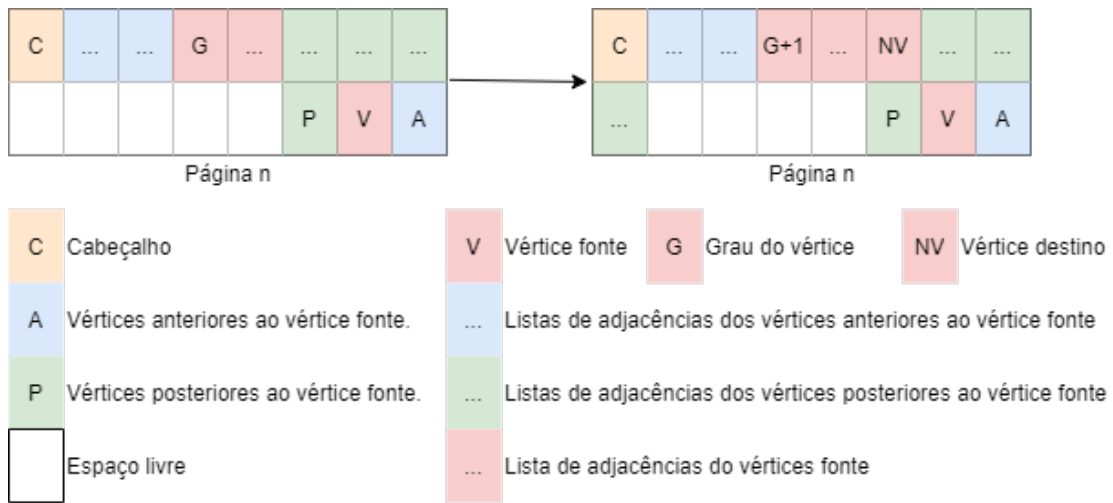 C ... ... G ... ... ... ... C ... ... G+1 ... NV ... ...
P V A ... P V A
Página n Página n
C Cabeçalho V Vértice fonte G Grau do vértice NV Vértice destino
A Vértices anteriores ao vértice fonte. ... Listas de adjacências dos vértices anteriores ao vértice fonte
P Vértices posteriores ao vértice fonte. ... Listas de adjacências dos vértices posteriores ao vértice fonte
Espaço livre ... Lista de adjacências do vértices fonte